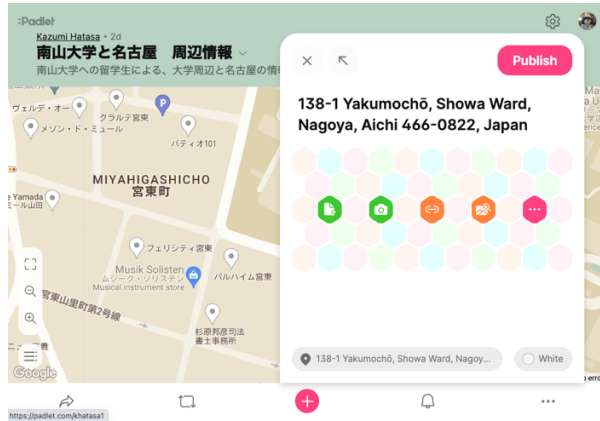 :Padlet
Kazumi Hatasa • 2d
南山大学と名古屋　周辺情報
南山大学への留学生による、大学周辺と名古屋の情
Publish
138-1 Yakumochō, Showa Ward,
Nagoya, Aichi 466-0822, Japan
ヴェルデ・オー
クラルテ宮東
P
メゾン・ド・ミュール
パティオ101
MIYAHIGASHICHO
宮東町
e Yamada
ミール山田
フェリシティ宮東
Musik Solisten
ムジーク・ゾリステン
Musical instrument store
パルハイム宮東
宮東山里町第2号線
杉原邦彦司法
書士事務所
Google
138-1 Yakumochō, Showa Ward, Nagoy...
White
https://padlet.com/khatasa1